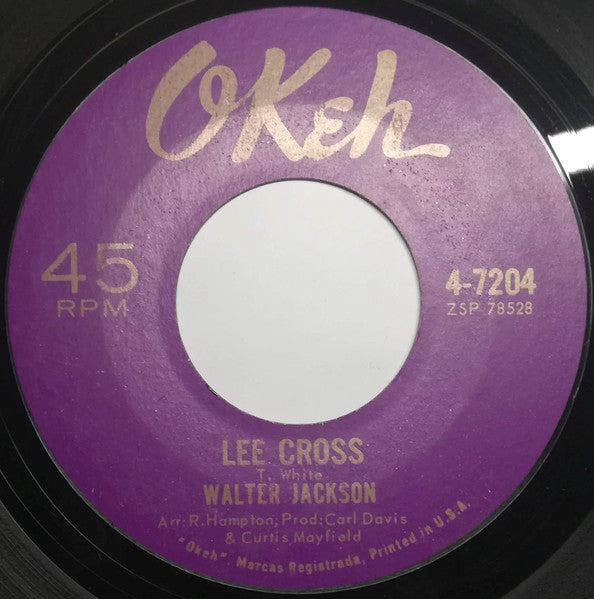 OKeh
45
RPM
4-7204
ZSP 78528
LEE CROSS
T. White
WALTER JACKSON
Arr: R. Hampton; Prod: Carl Davis
& Curtis Mayfield
"Okeh" Marcas Registrada, Printed in U.S.A.